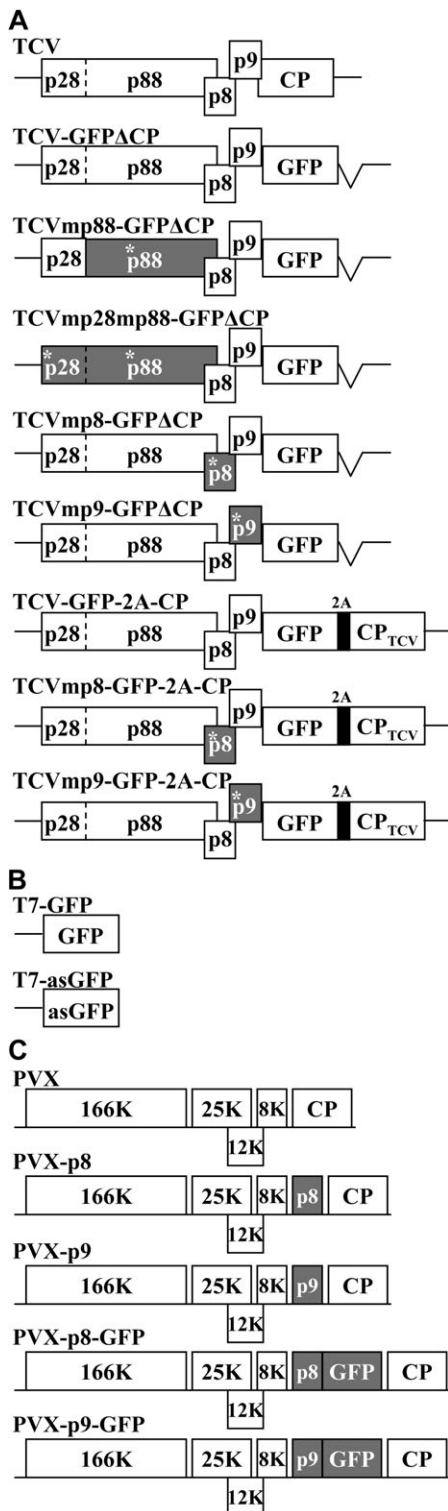 A
TCV
p28 p88 p8 p9 CP
TCV-GFPΔCP
p28 p88 p8 p9 GFP
TCVmp88-GFPΔCP
p28 *p88 p8 p9 GFP
TCVmp28mp88-GFPΔCP
*p28 *p88 p8 p9 GFP
TCVmp8-GFPΔCP
p28 p88 *p8 p9 GFP
TCVmp9-GFPΔCP
p28 p88 p8 *p9 GFP
TCV-GFP-2A-CP
2A
p28 p88 p8 p9 GFP CPTCV
TCVmp8-GFP-2A-CP
2A
p28 p88 *p8 p9 GFP CPTCV
TCVmp9-GFP-2A-CP
2A
p28 p88 p8 *p9 GFP CPTCV
B
T7-GFP
GFP
T7-asGFP
asGFP
C
PVX
166K 25K 8K CP
12K
PVX-p8
166K 25K 8K p8 CP
12K
PVX-p9
166K 25K 8K p9 CP
12K
PVX-p8-GFP
166K 25K 8K p8 GFP CP
12K
PVX-p9-GFP
166K 25K 8K p9 GFP CP
12K